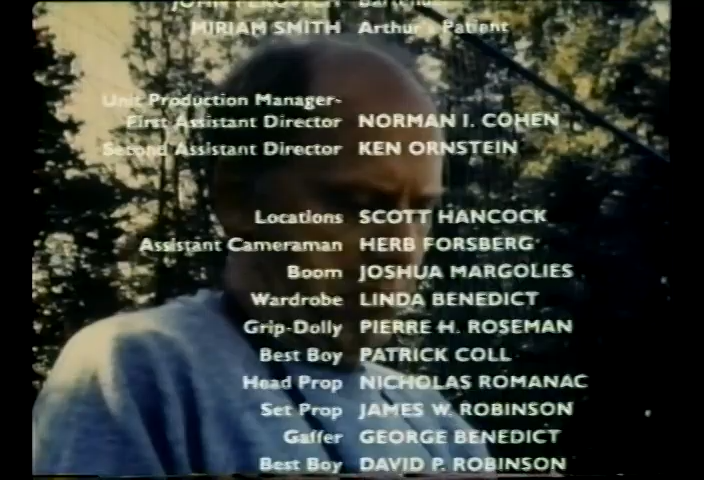 MIRIAM SMITH Arthur's Patient
Unit Production Manager-
First Assistant Director NORMAN I. COHEN
Second Assistant Director KEN ORNSTEIN
Locations SCOTT HANCOCK
Assistant Cameraman HERB FORSBERG
Boom JOSHUA MARGOLIES
Wardrobe LINDA BENEDICT
Grip-Dolly PIERRE H. ROSEMAN
Best Boy PATRICK COLL
Head Prop NICHOLAS ROMANAC
Set Prop JAMES W. ROBINSON
Gaffer GEORGE BENEDICT
Best Boy DAVID P. ROBINSON